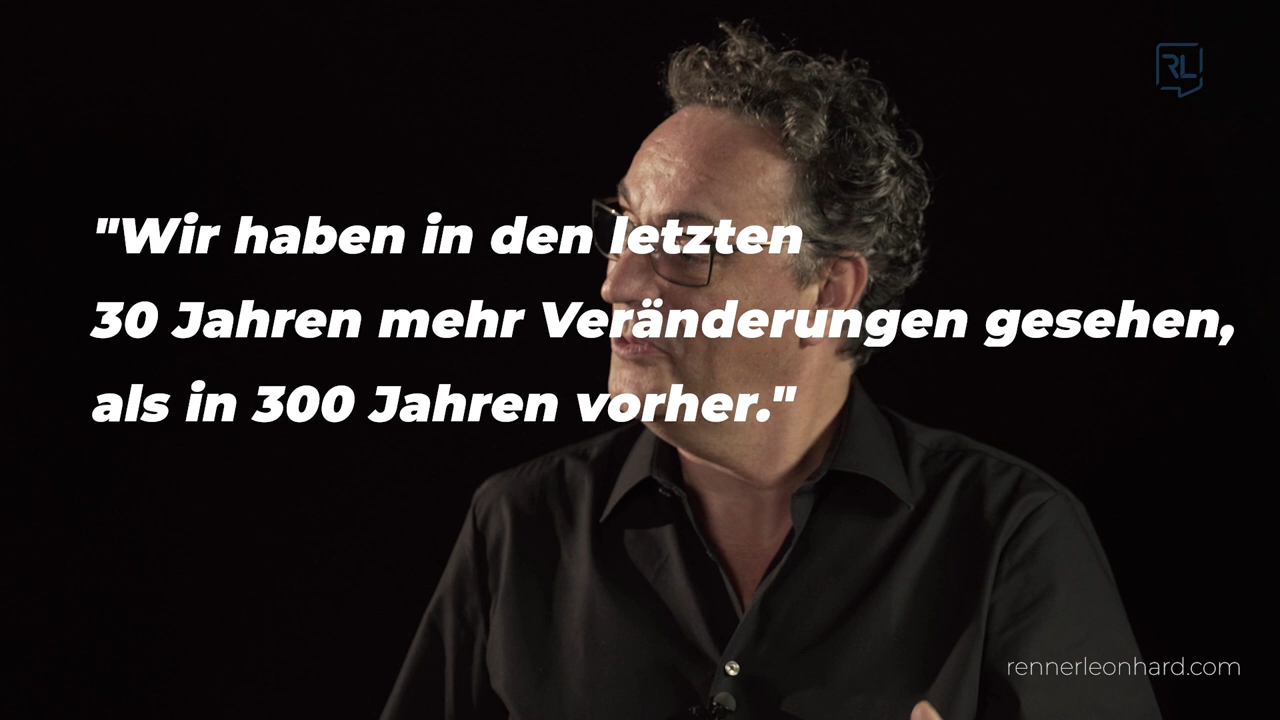 RL
"Wir haben in den letzten
30 Jahren mehr Veränderungen gesehen,
als in 300 Jahren vorher."
rennerleonhard.com